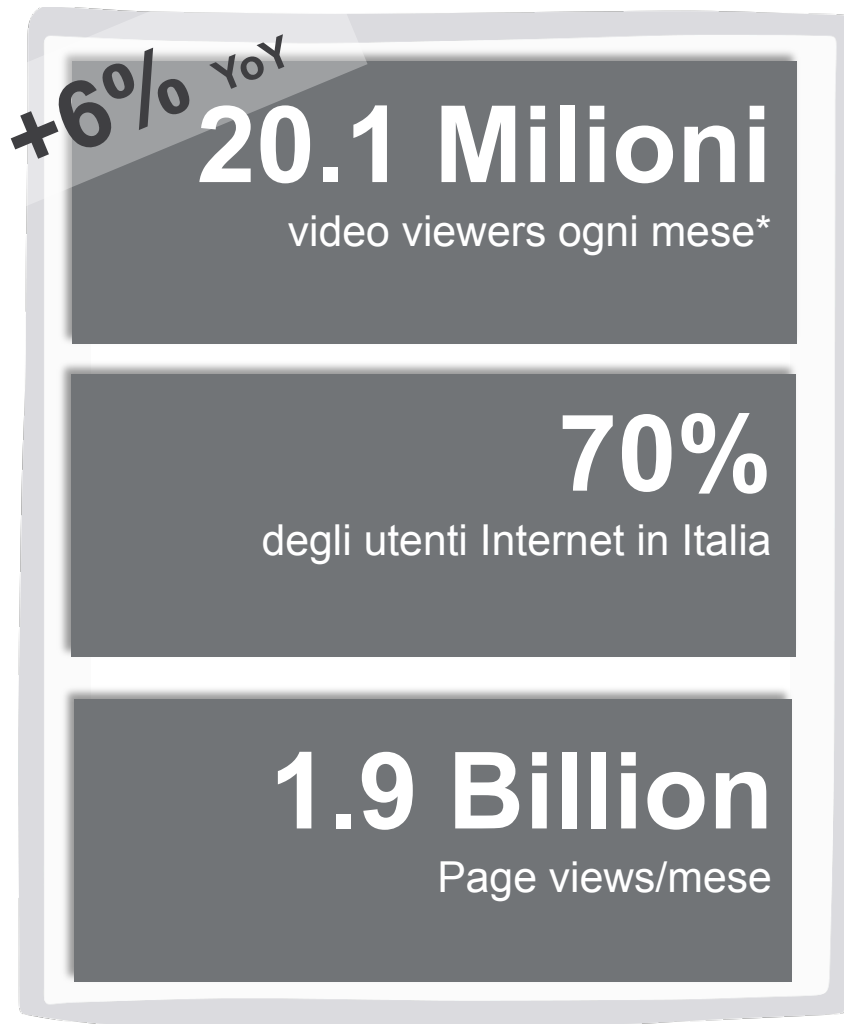 +6% YoY
20.1 Milioni
video viewers ogni mese*
70%
degli utenti Internet in Italia
1.9 Billion
Page views/mese